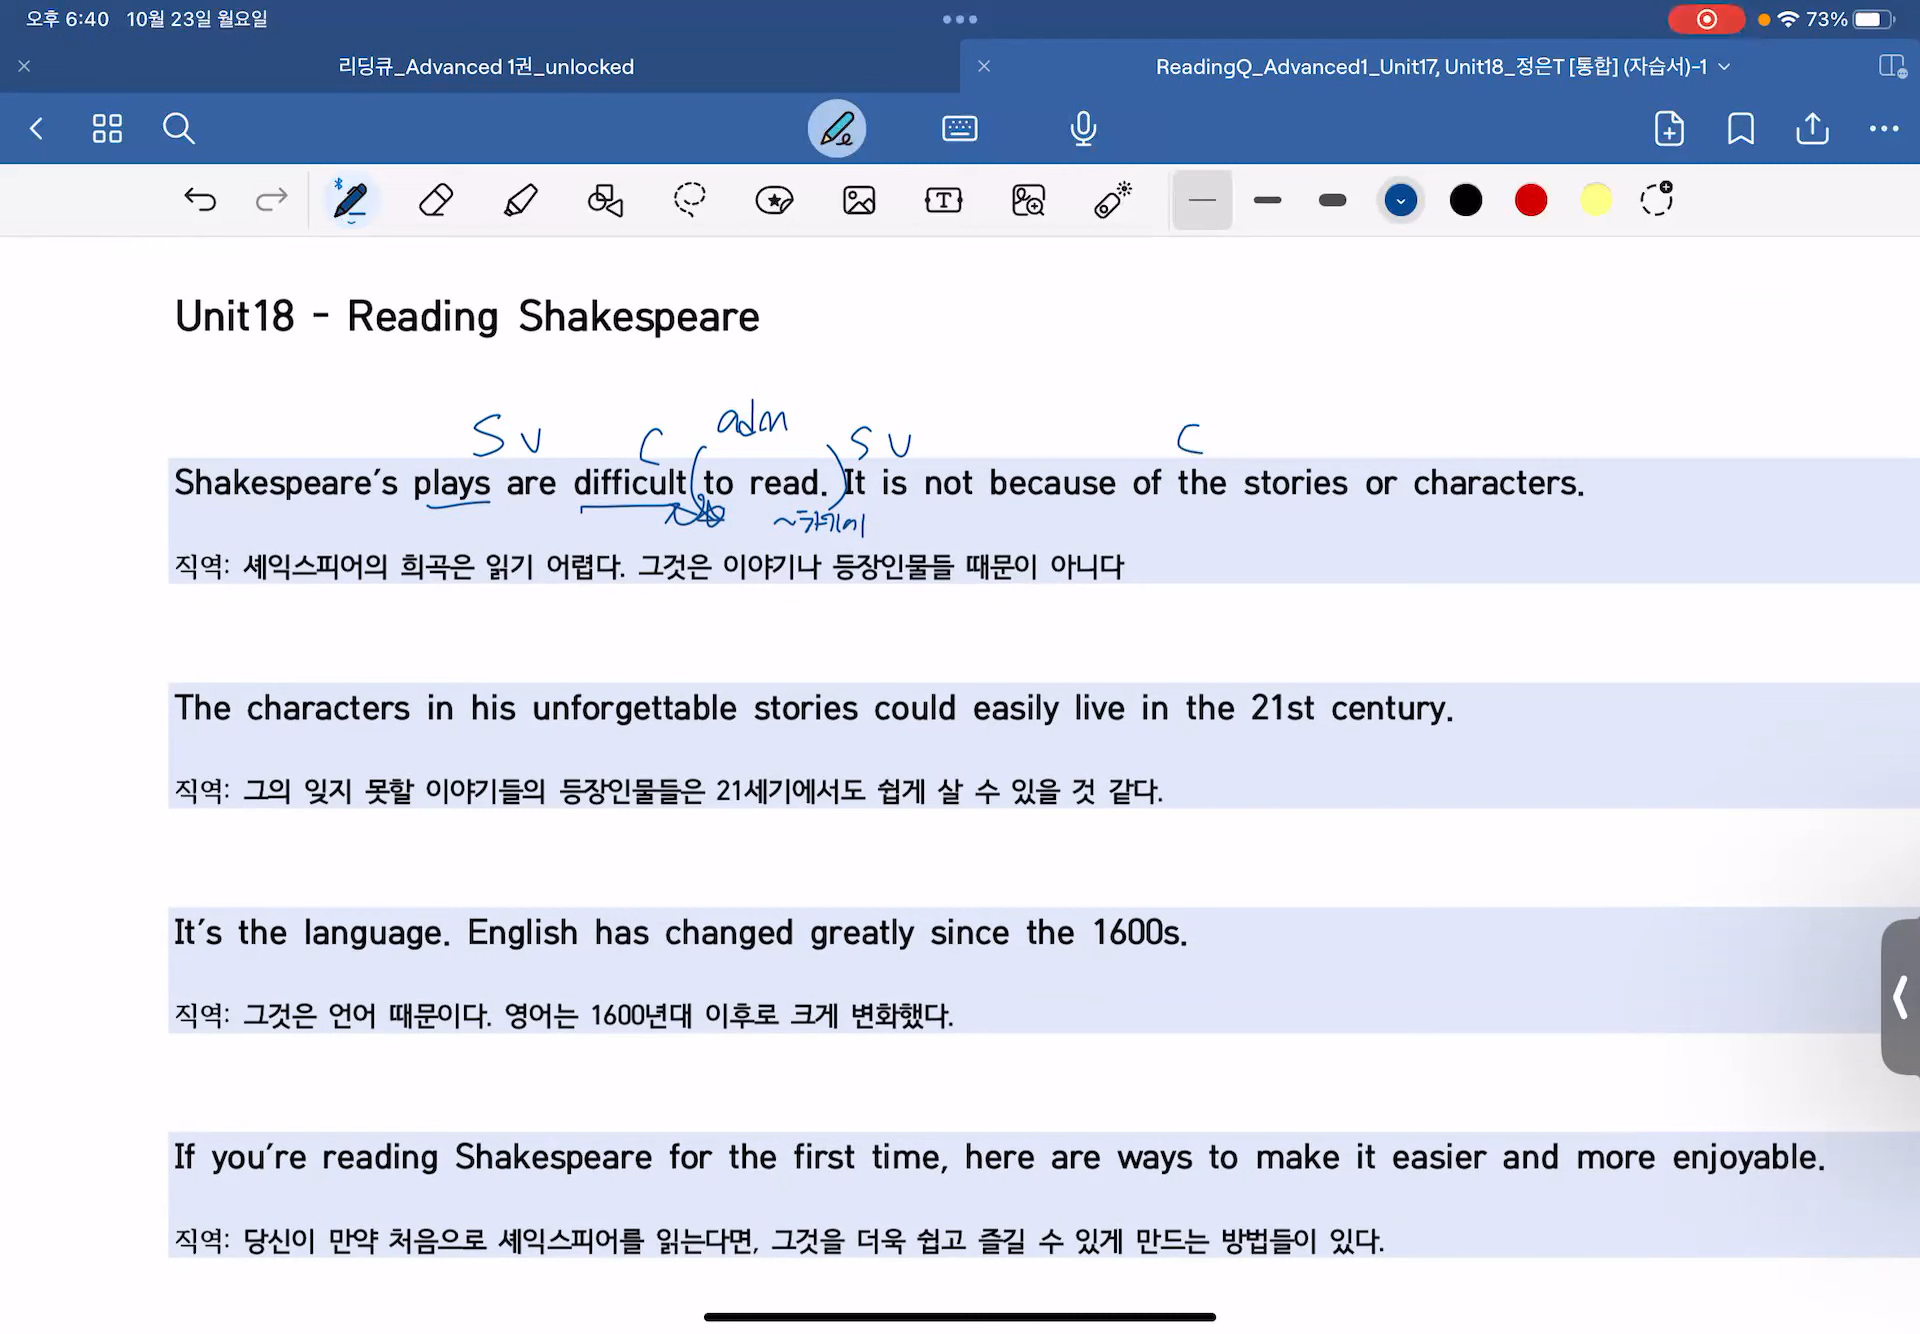 오후 6:40 10월 23일 월요일 73%
리딩큐_Advanced 1권_unlocked ReadingQ_Advanced1_Unit17, Unit18_정은T [통합] (자습서)-1
Unit18 - Reading Shakespeare
S V C S V C
Shakespeare's plays are difficult (to read.) It is not because of the stories or characters.
~하기에
직역: 셰익스피어의 희곡은 읽기 어렵다. 그것은 이야기나 등장인물들 때문이 아니다
The characters in his unforgettable stories could easily live in the 21st century.
직역: 그의 잊지 못할 이야기들의 등장인물들은 21세기에서도 쉽게 살 수 있을 것 같다.
It's the language. English has changed greatly since the 1600s.
직역: 그것은 언어 때문이다. 영어는 1600년대 이후로 크게 변화했다.
If you're reading Shakespeare for the first time, here are ways to make it easier and more enjoyable.
직역: 당신이 만약 처음으로 셰익스피어를 읽는다면, 그것을 더욱 쉽고 즐길 수 있게 만드는 방법들이 있다.